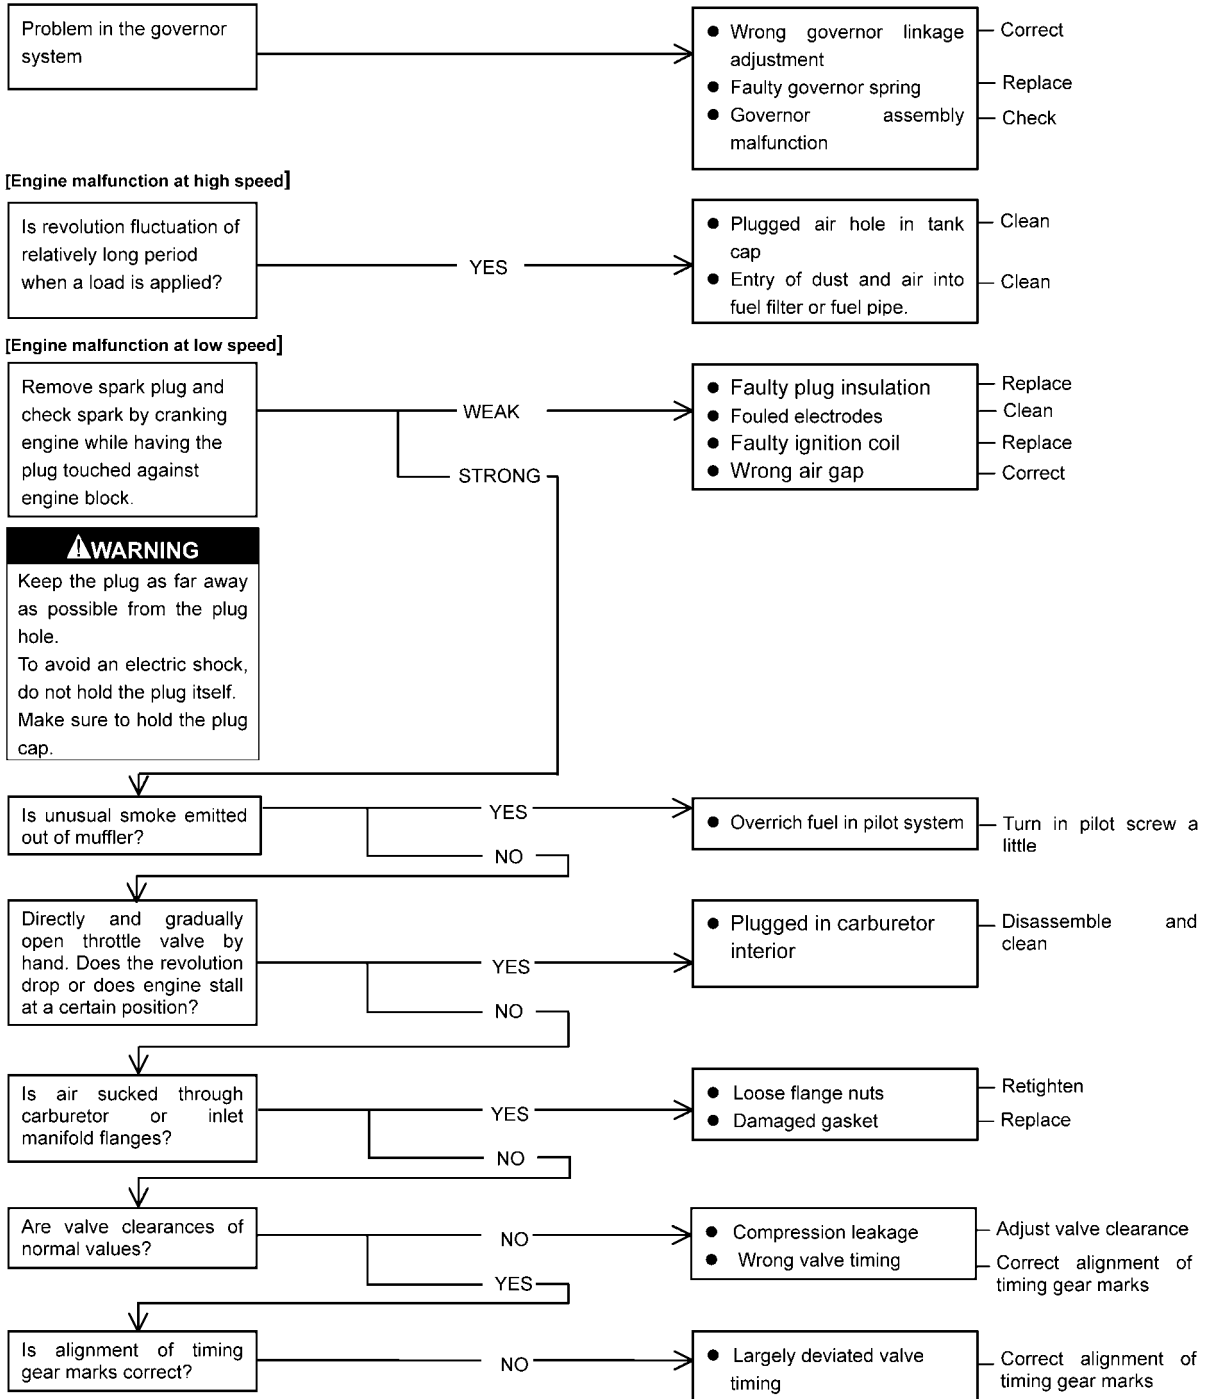 Problem in the governor
system
● Wrong governor linkage
adjustment
● Faulty governor spring
● Governor assembly
malfunction
Correct
Replace
Check
[Engine malfunction at high speed]
Is revolution fluctuation of
relatively long period
when a load is applied?
YES
● Plugged air hole in tank
cap
● Entry of dust and air into
fuel filter or fuel pipe.
Clean
Clean
[Engine malfunction at low speed]
Remove spark plug and
check spark by cranking
engine while having the
plug touched against
engine block.
WEAK
STRONG
● Faulty plug insulation
● Fouled electrodes
● Faulty ignition coil
● Wrong air gap
Replace
Clean
Replace
Correct
⚠WARNING
Keep the plug as far away
as possible from the plug
hole.
To avoid an electric shock,
do not hold the plug itself.
Make sure to hold the plug
cap.
Is unusual smoke emitted
out of muffler?
YES
NO
● Overrich fuel in pilot system
Turn in pilot screw a
little
Directly and gradually
open throttle valve by
hand. Does the revolution
drop or does engine stall
at a certain position?
YES
NO
● Plugged in carburetor
interior
Disassemble and
clean
Is air sucked through
carburetor or inlet
manifold flanges?
YES
NO
● Loose flange nuts
● Damaged gasket
Retighten
Replace
Are valve clearances of
normal values?
NO
YES
● Compression leakage
● Wrong valve timing
Adjust valve clearance
Correct alignment of
timing gear marks
Is alignment of timing
gear marks correct?
NO
● Largely deviated valve
timing
Correct alignment of
timing gear marks